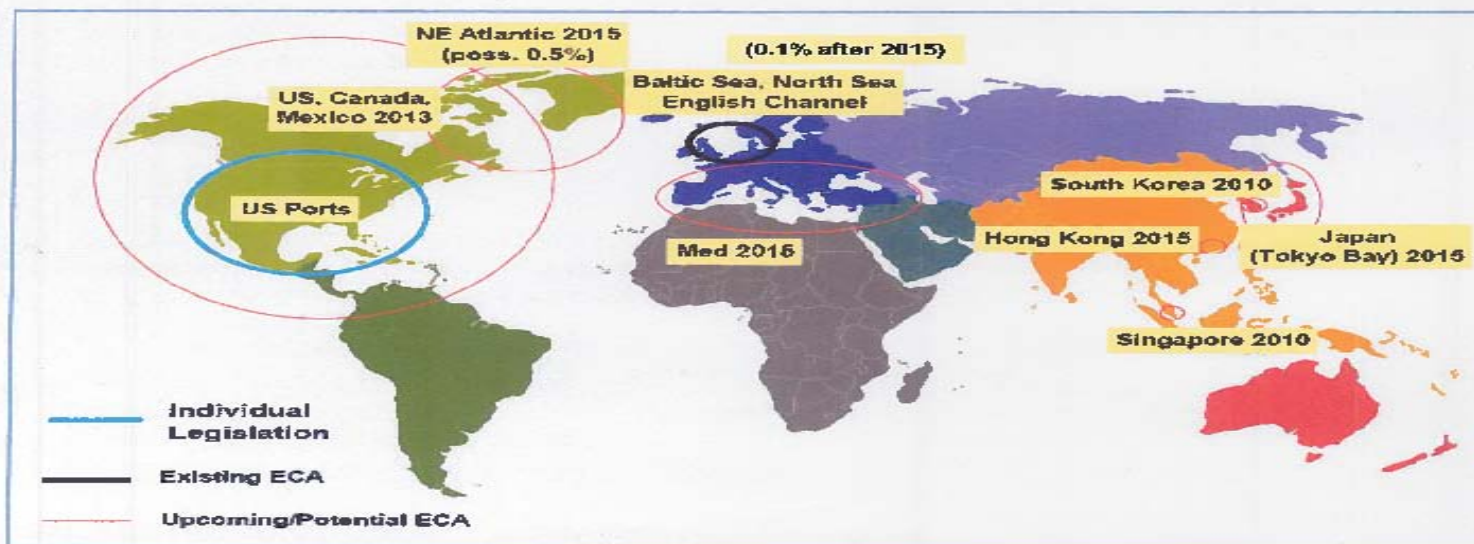 NE Atlantic 2015
(poss. 0.5%)
(0.1% after 2015}
Baltic Sea, North Sea
English Channel
US, Canada,
Mexico 2013
US Ports
South Korea 2010
Med 2015
Hong Kong 2015
Japan
(Tokyo Bay) 2015
Singapore 2010
Individual
Legislation
Existing ECA
Upcoming/Potential ECA